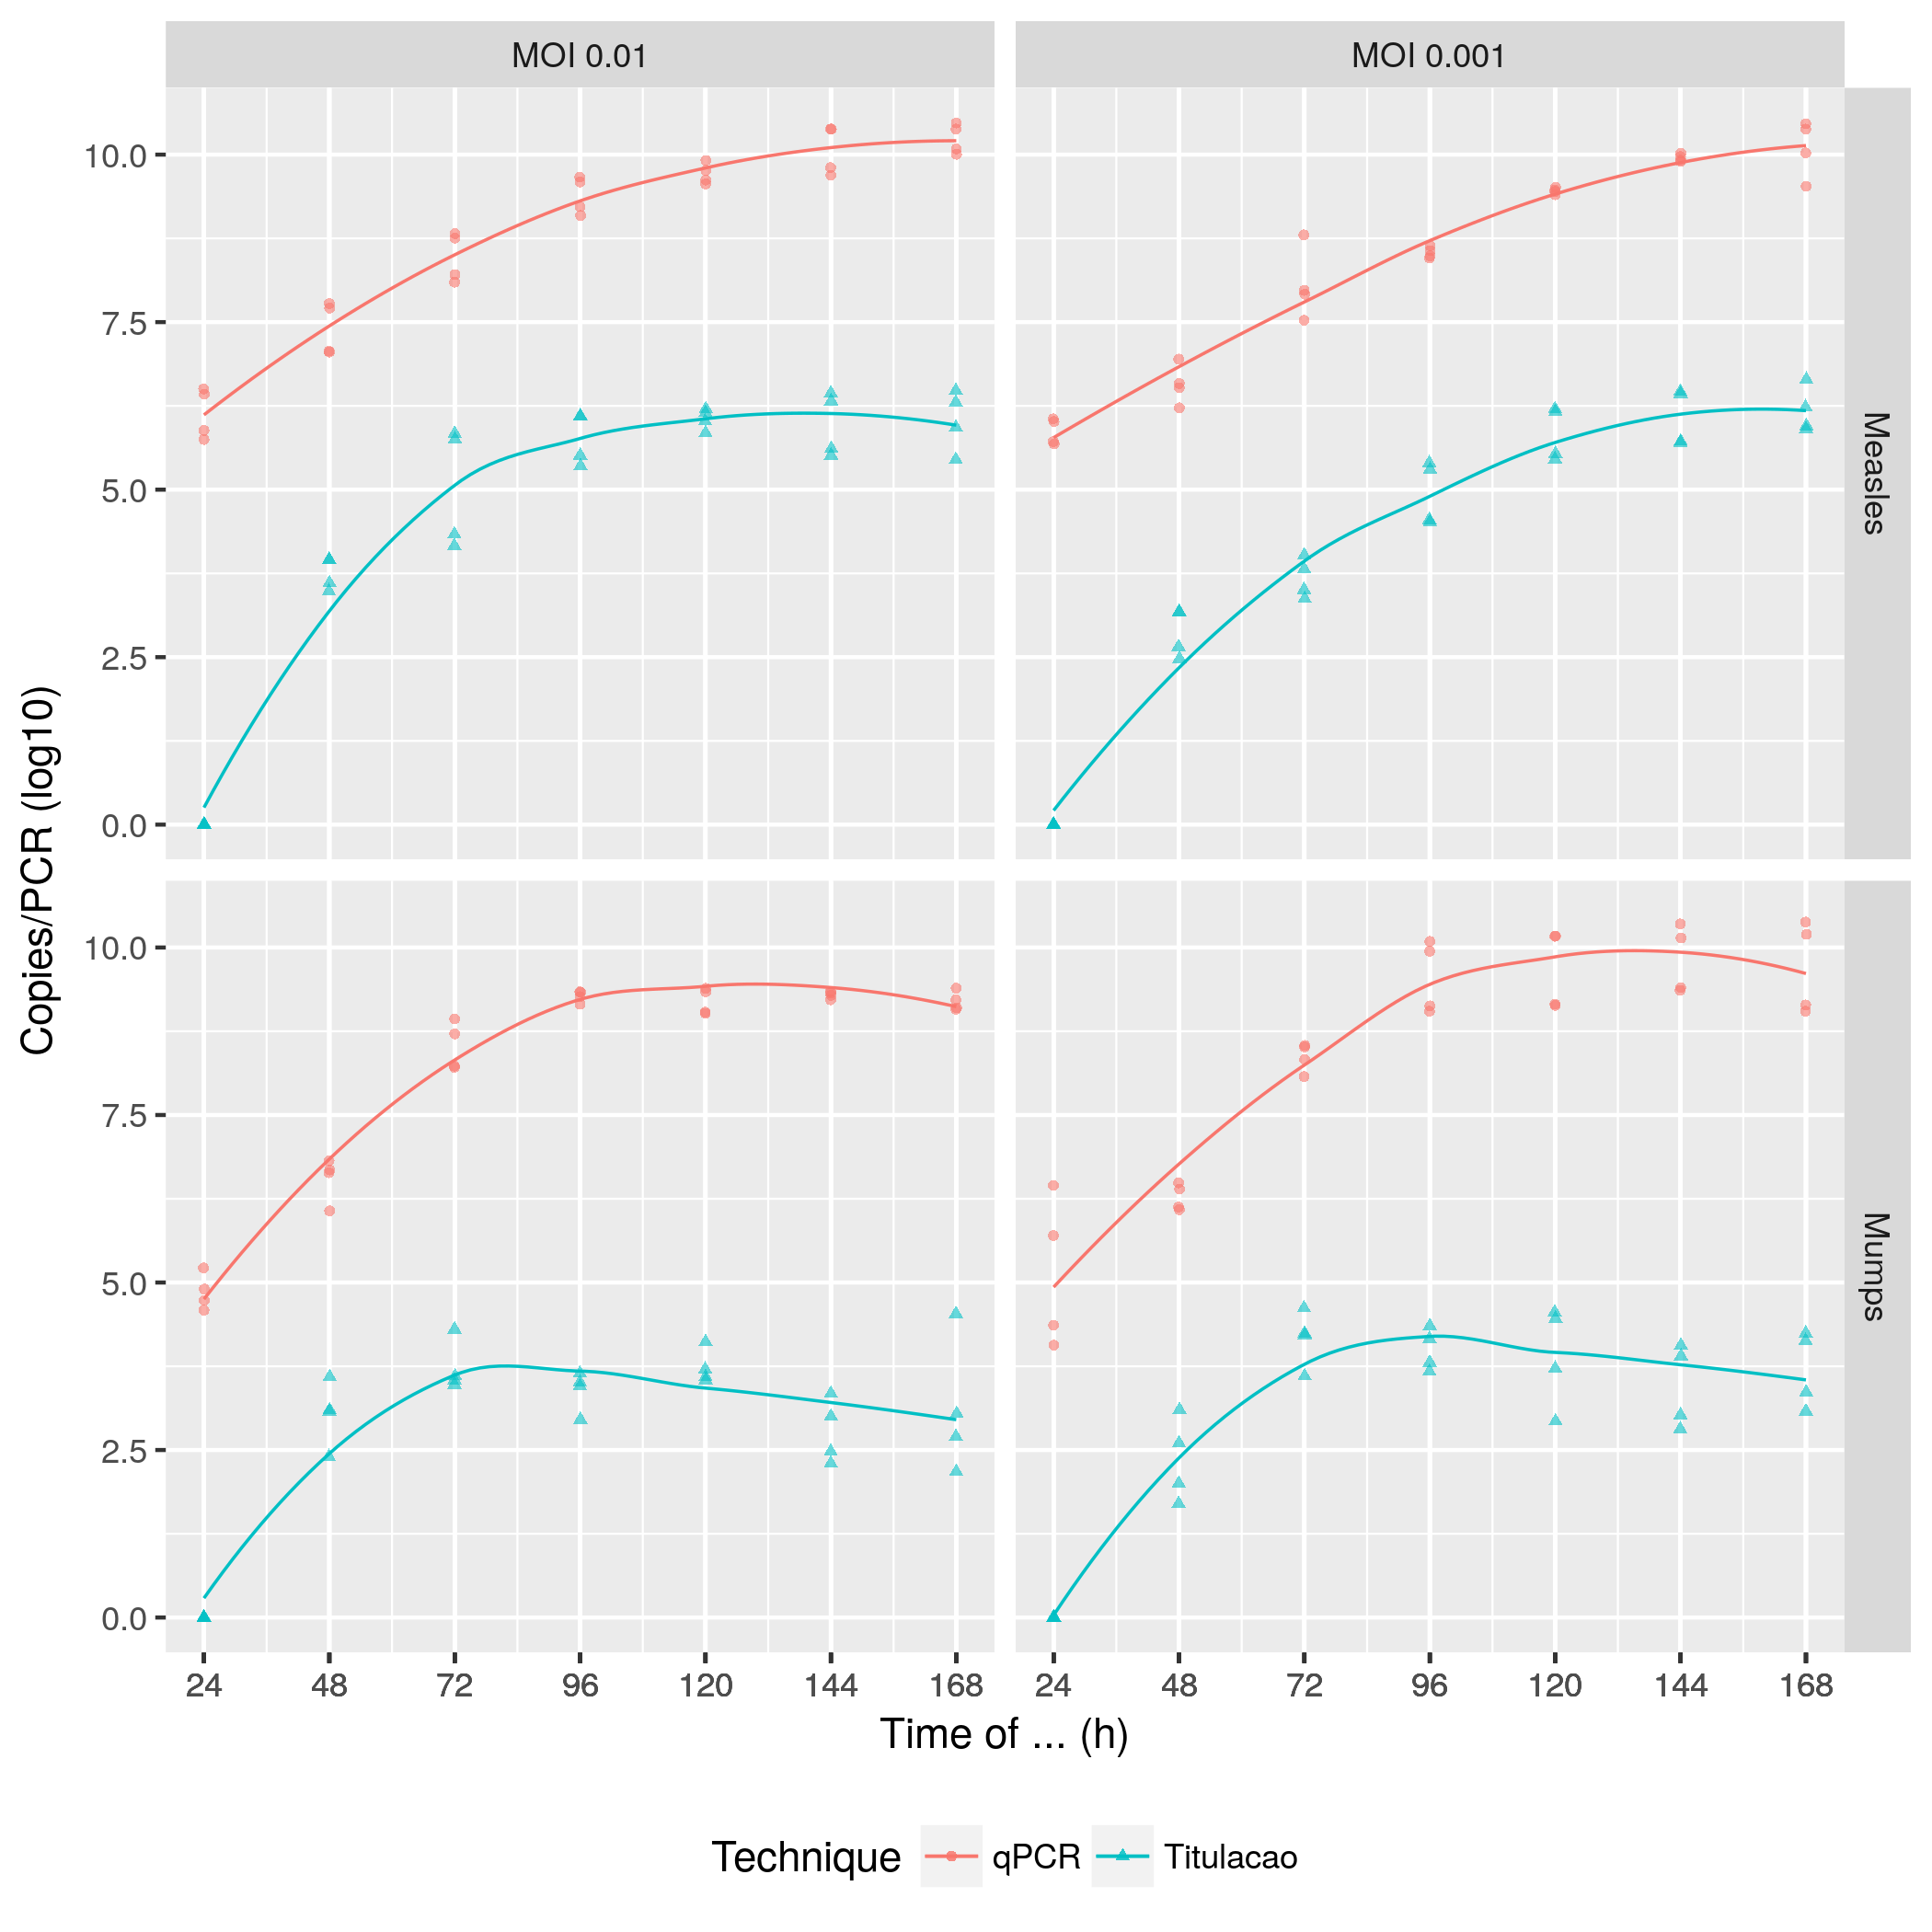 MOI 0.01
MOI 0.001
10.0
7.5
5.0
2.5
0.0
Measles
Copies/PCR (log10)
10.0
7.5
5.0
2.5
0.0
Mumps
24 48 72 96 120 144 168
24 48 72 96 120 144 168
Time of ... (h)
Technique qPCR Titulacao